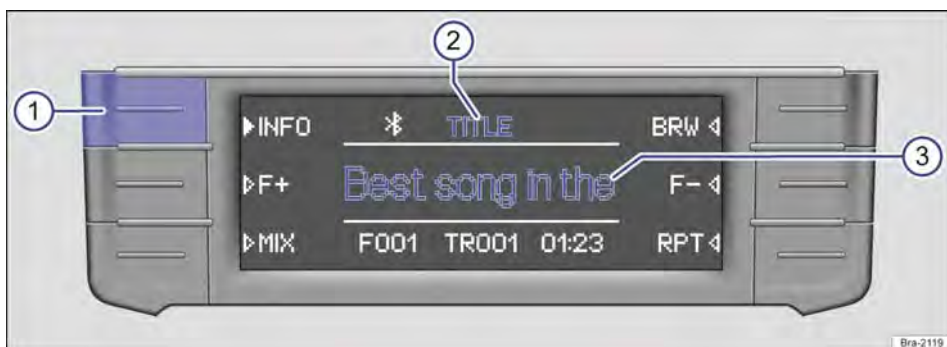 2
1
▶INFO TITLE BRW ◁
3
▷F+ Best song in the F- ◁
▷MIX F001 TR001 01:23 RPT ◁
Bra-2119